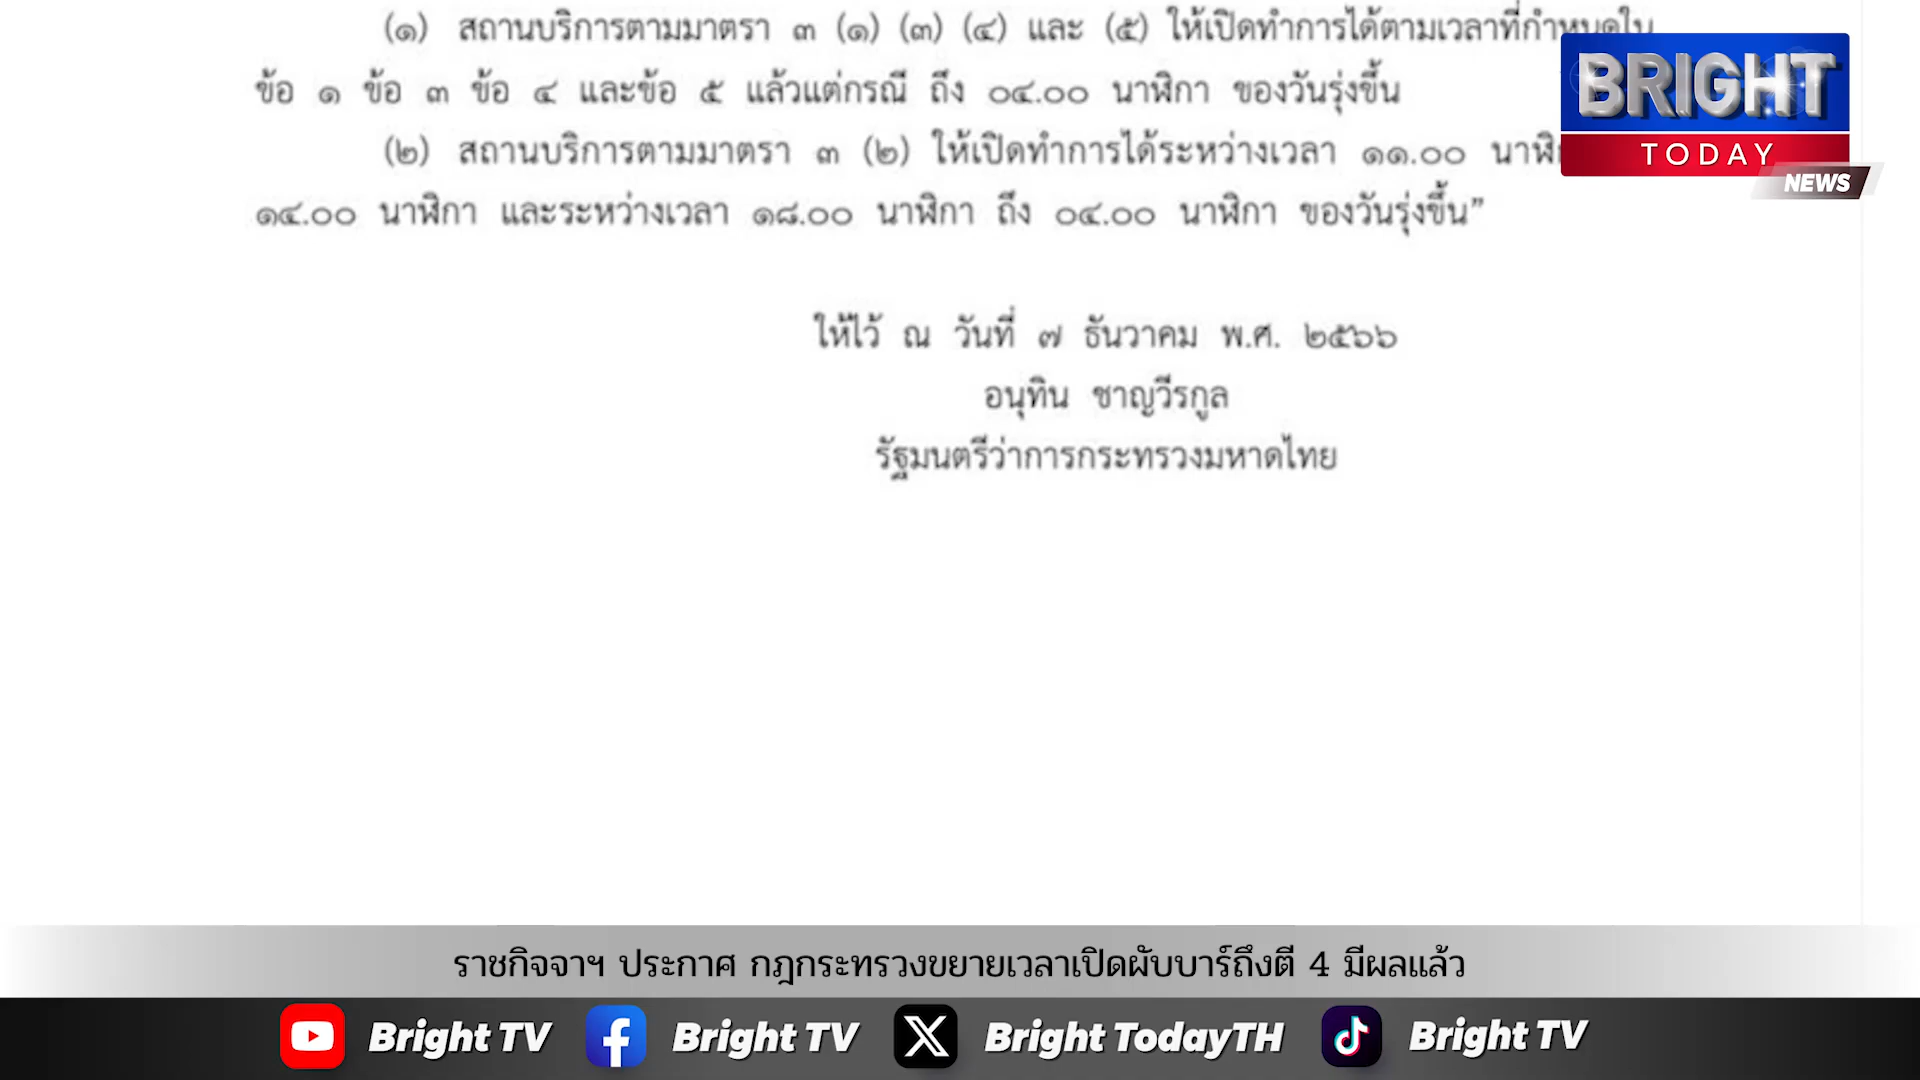 (๑) สถานบริการตามมาตรา ๓ (๑) (๓) (๔) และ (๕) ให้เปิดทำการได้ตามเวลาที่กำหนดใน
ข้อ ๑ ข้อ ๓ ข้อ ๔ และข้อ ๕ แล้วแต่กรณี ถึง ๐๔.๐๐ นาฬิกา ของวันรุ่งขึ้น
(๒) สถานบริการตามมาตรา ๓ (๒) ให้เปิดทำการได้ระหว่างเวลา ๑๑.๐๐
๑๔.๐๐ นาฬิกา และระหว่างเวลา ๑๘.๐๐ นาฬิกา ถึง ๐๔.๐๐ นาฬิกา ของวันรุ่งขึ้น”
ให้ไว้ ณ วันที่ ๗ ธันวาคม พ.ศ. ๒๕๖๖
อนุทิน ชาญวีรกูล
รัฐมนตรีว่าการกระทรวงมหาดไทย
BRIGHT
TODAY
NEWS
ราชกิจจาฯ ประกาศ กฎกระทรวงขยายเวลาเปิดผับบาร์ถึงตี 4 มีผลแล้ว
Bright TV Bright TV Bright TodayTH Bright TV